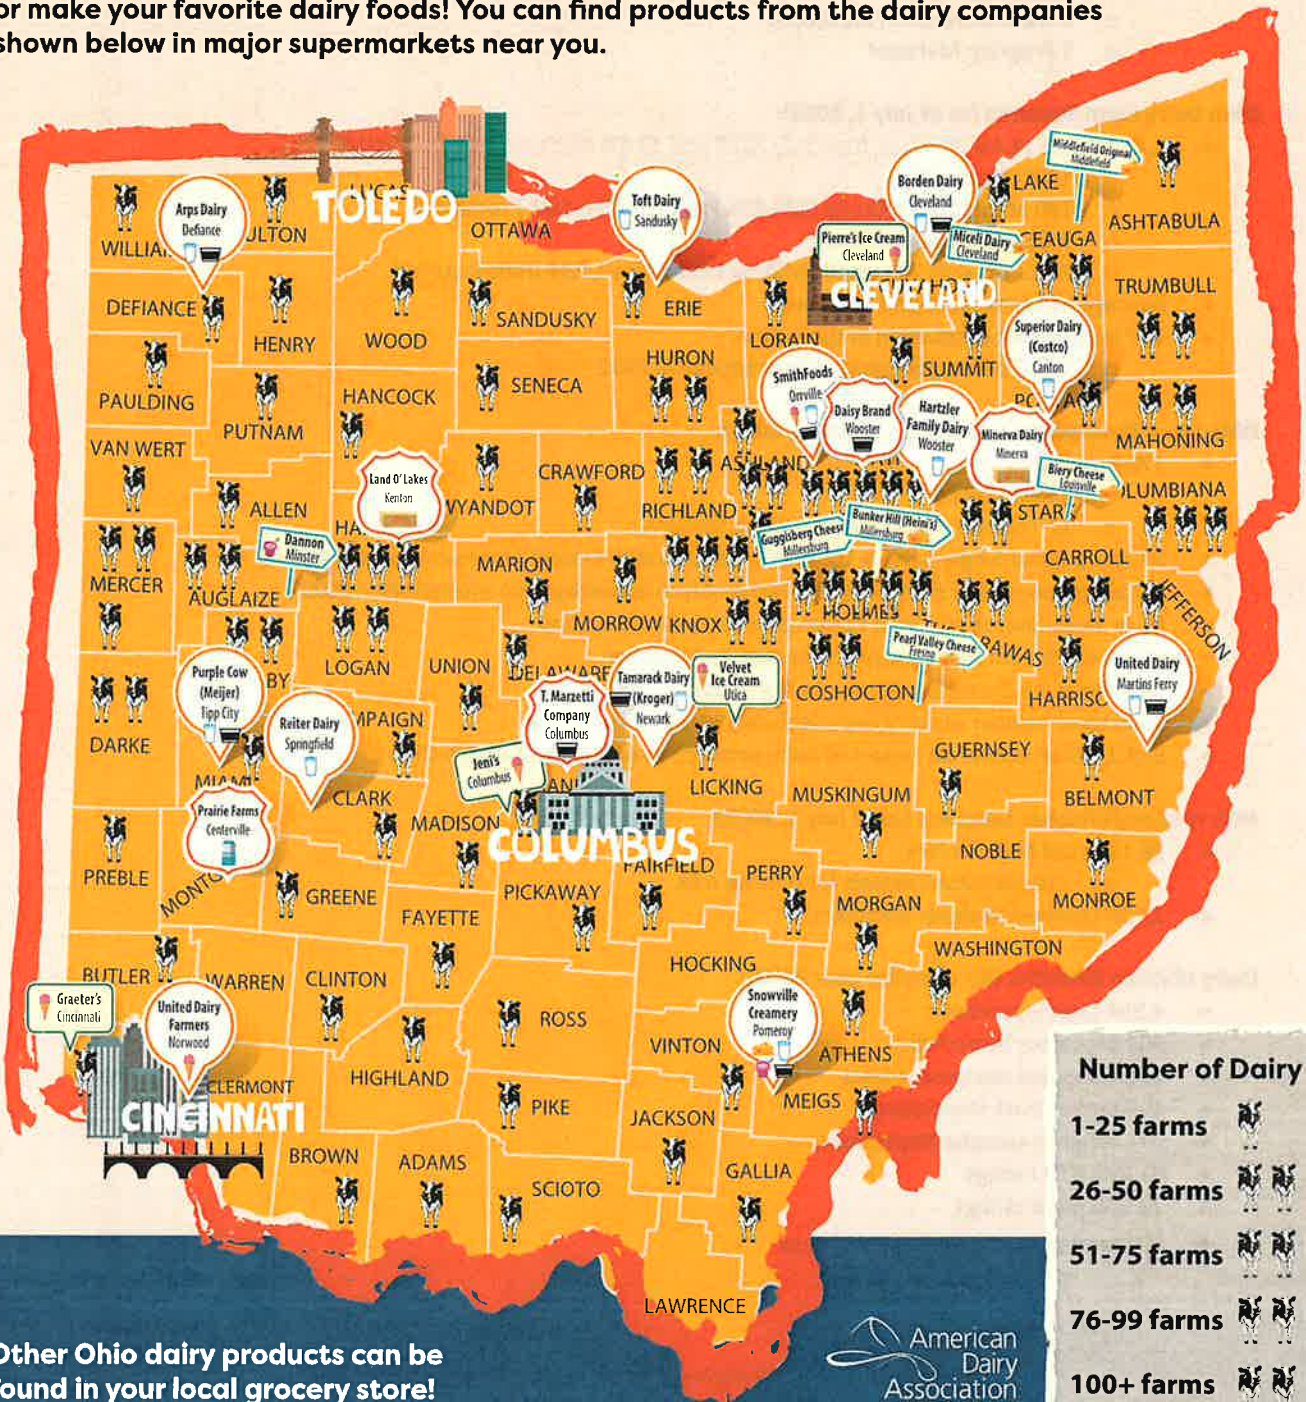 or make your favorite dairy foods! You can find products from the dairy companies
shown below in major supermarkets near you.
TOLEDO
LUCAS
Arps Dairy
Defiance
OTTAWA
Toft Dairy
Sandusky
Borden Dairy
Cleveland
LAKE
Middlefield Original
Middlefield
ASHTABULA
Pierre's Ice Cream
Cleveland
Miceli Dairy
Cleveland
GEAUGA
CLEVELAND
TRUMBULL
DEFIANCE
HENRY
WOOD
SANDUSKY
ERIE
LORAIN
HURON
SUMMIT
Superior Dairy
(Costco)
Canton
PAULDING
PUTNAM
HANCOCK
SENECA
SmithFoods
Orrville
Daisy Brand
Wooster
Hartzler
Family Dairy
Wooster
Minerva Dairy
Minerva
MAHONING
VAN WERT
ALLEN
Land O' Lakes
Kenton
WYANDOT
CRAWFORD
RICHLAND
ASHLAND
Biery Cheese
Louisville
OLUMBIANA
STARK
Dannon
Minster
Guggisberg Cheese
Millersburg
Bunker Hill (Heini's)
Millersburg
MERCER
AUGLAIZE
MARION
MORROW
KNOX
HOLMES
CARROLL
JEFFERSON
LOGAN
UNION
DELAWARE
COSHOCTON
Pearl Valley Cheese
Fresno
RAWAS
HARRISO
United Dairy
Martins Ferry
Purple Cow
(Meijer)
Tipp City
BY
Reiter Dairy
Springfield
MPAIGN
T. Marzetti
Company
Columbus
Tamarack Dairy
(Kroger)
Newark
Velvet
Ice Cream
Utica
DARKE
MIAMI
CLARK
MADISON
Jeni's
Columbus
COLUMBUS
LICKING
MUSKINGUM
GUERNSEY
BELMONT
Prairie Farms
Centerville
PREBLE
MONTG
GREENE
FAYETTE
PICKAWAY
FAIRFIELD
PERRY
MORGAN
NOBLE
MONROE
BUTLER
WARREN
CLINTON
ROSS
HOCKING
WASHINGTON
Graeter's
Cincinnati
United Dairy
Farmers
Norwood
CINCINNATI
CLERMONT
HIGHLAND
PIKE
VINTON
Snowville
Creamery
Pomeroy
ATHENS
JACKSON
MEIGS
BROWN
ADAMS
SCIOTO
GALLIA
LAWRENCE
Number of Dairy
1-25 farms
26-50 farms
51-75 farms
76-99 farms
100+ farms
Other Ohio dairy products can be
found in your local grocery store!
American
Dairy
Association